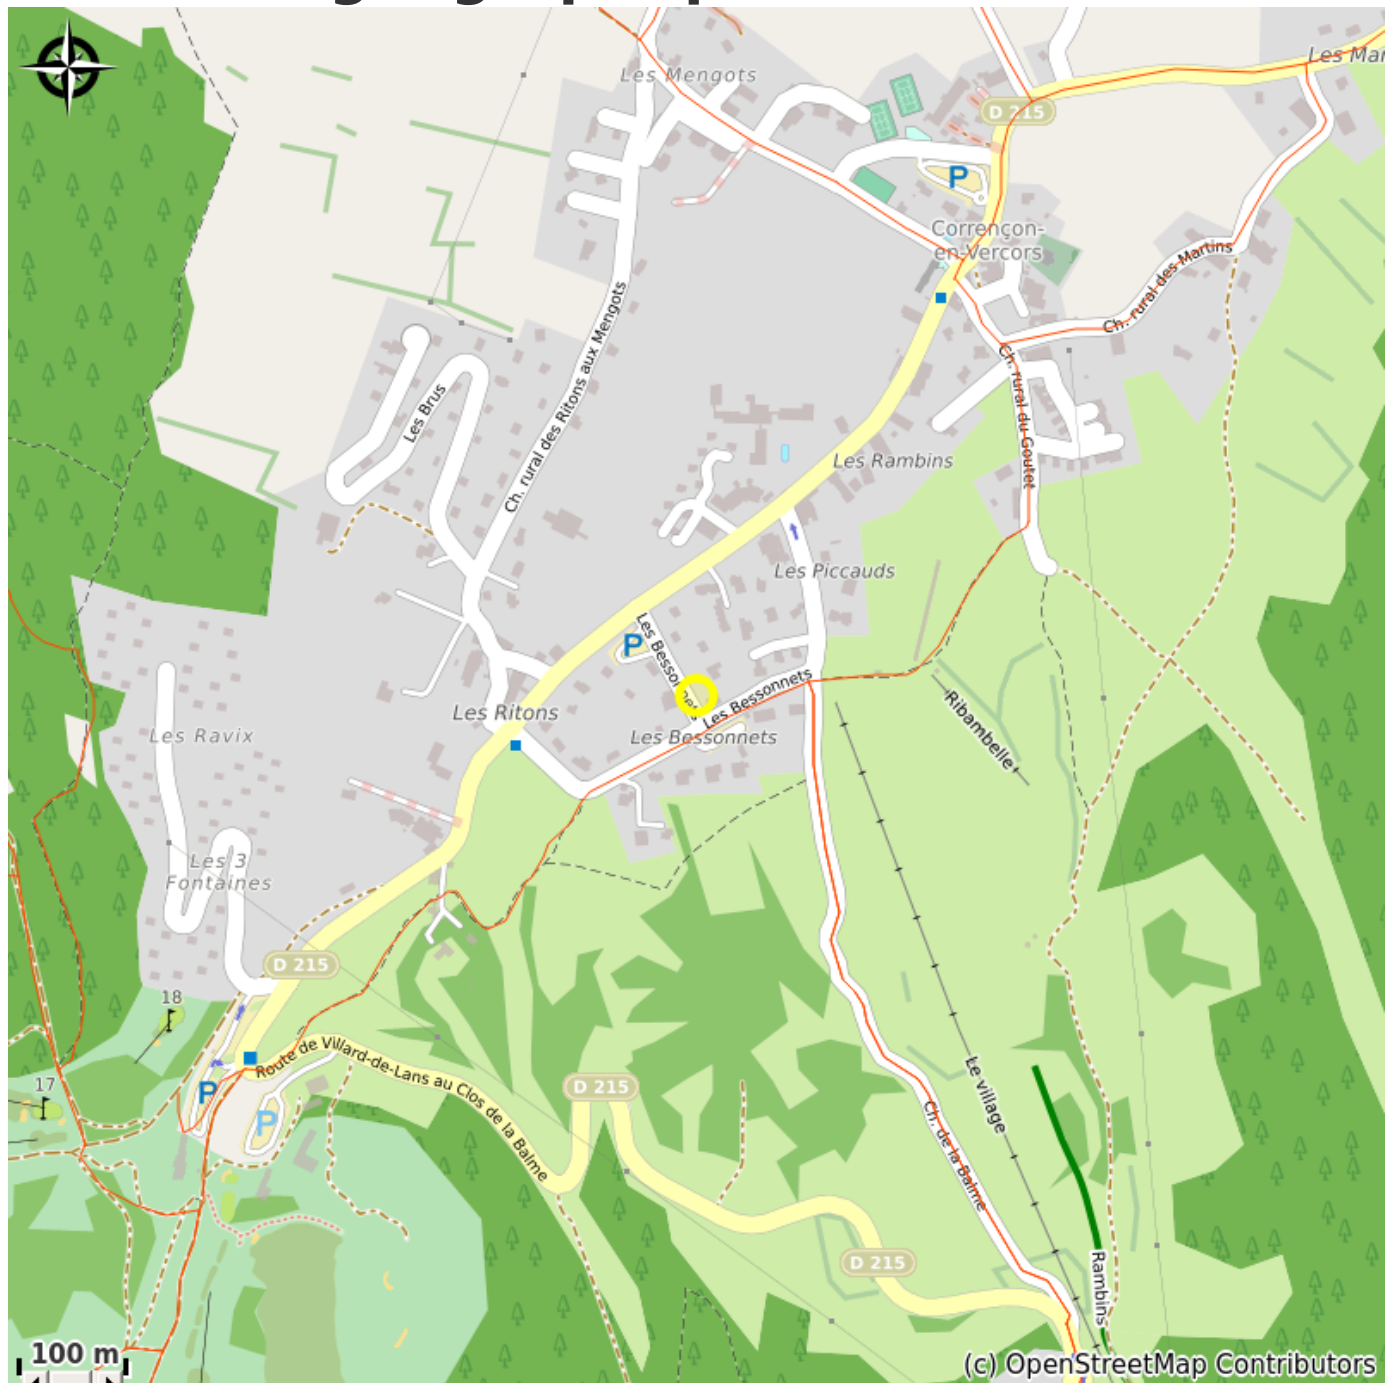 Les Mengots
Les Mar
D 215
P
Corrençon-
en-Vercors
Ch. rural des Martins
Ch. rural des Ritons aux Mengots
Les Brus
Ch. rural du Goutet
Les Rambins
Les Piccauds
Les Bessonnets
P
Les Bessonnets
Les Bessonnets
Les Ritons
Ribambelle
Les Ravix
Les 3
Fontaines
D 215
18
17
Route de Villard-de-Lans au Clos de la Balme
P
P
D 215
Le village
Ch. de la Balme
D 215
Rambins
100 m
(c) OpenStreetMap Contributors